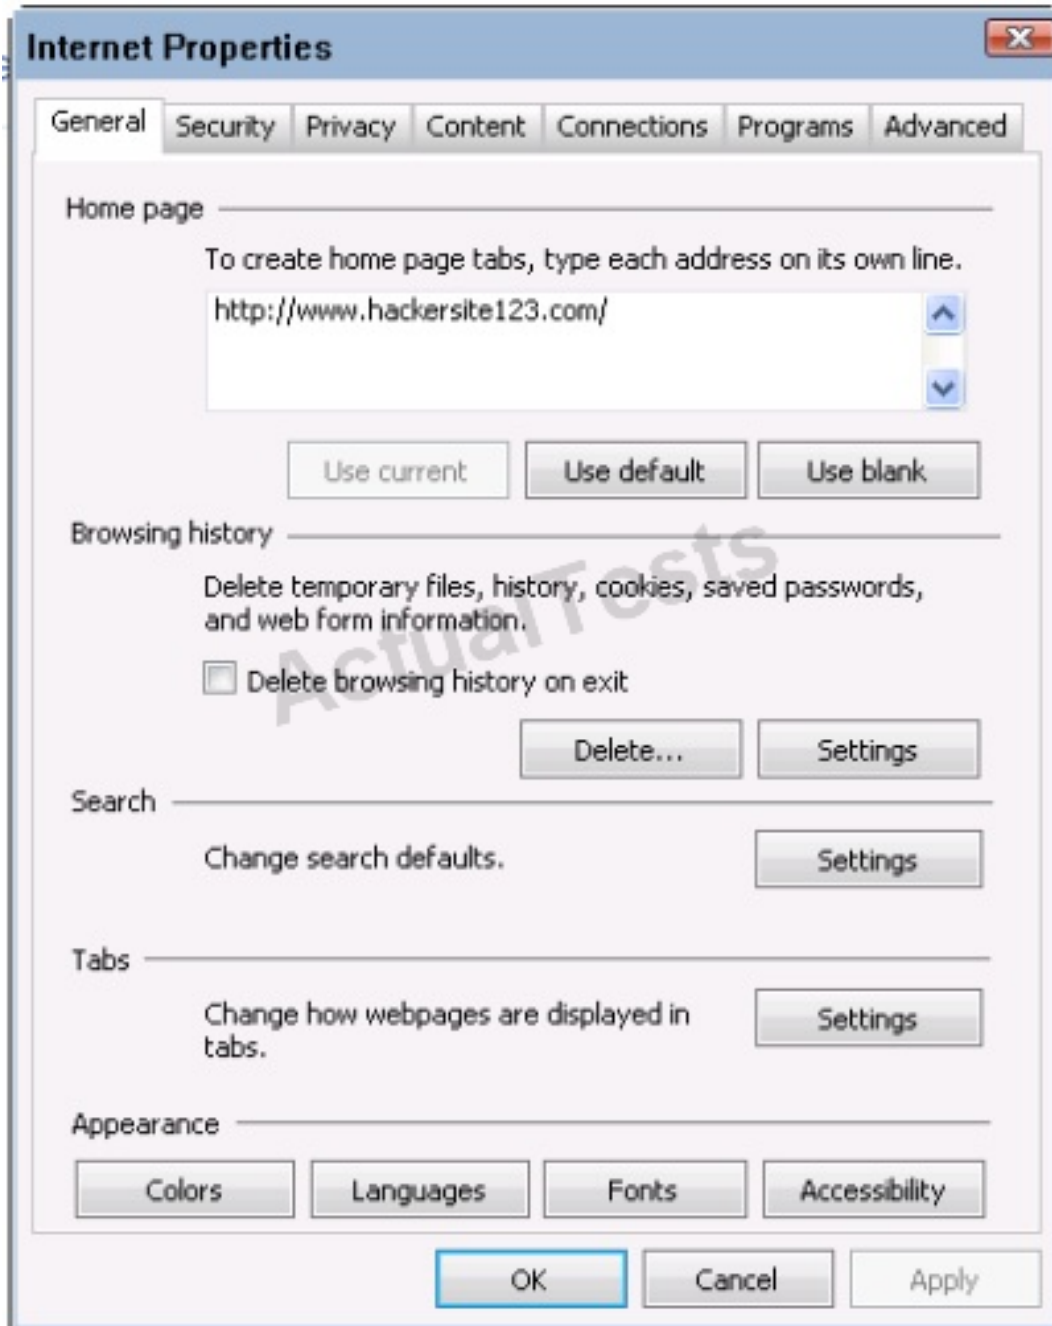 Internet Properties
General Security Privacy Content Connections Programs Advanced
Home page
To create home page tabs, type each address on its own line.
http://www.hackersite123.com/
Use current Use default Use blank
Browsing history
Delete temporary files, history, cookies, saved passwords,
and web form information.
ActualTests
Delete browsing history on exit
Delete... Settings
Search
Change search defaults. Settings
Tabs
Change how webpages are displayed in
tabs.
Settings
Appearance
Colors Languages Fonts Accessibility
OK Cancel Apply